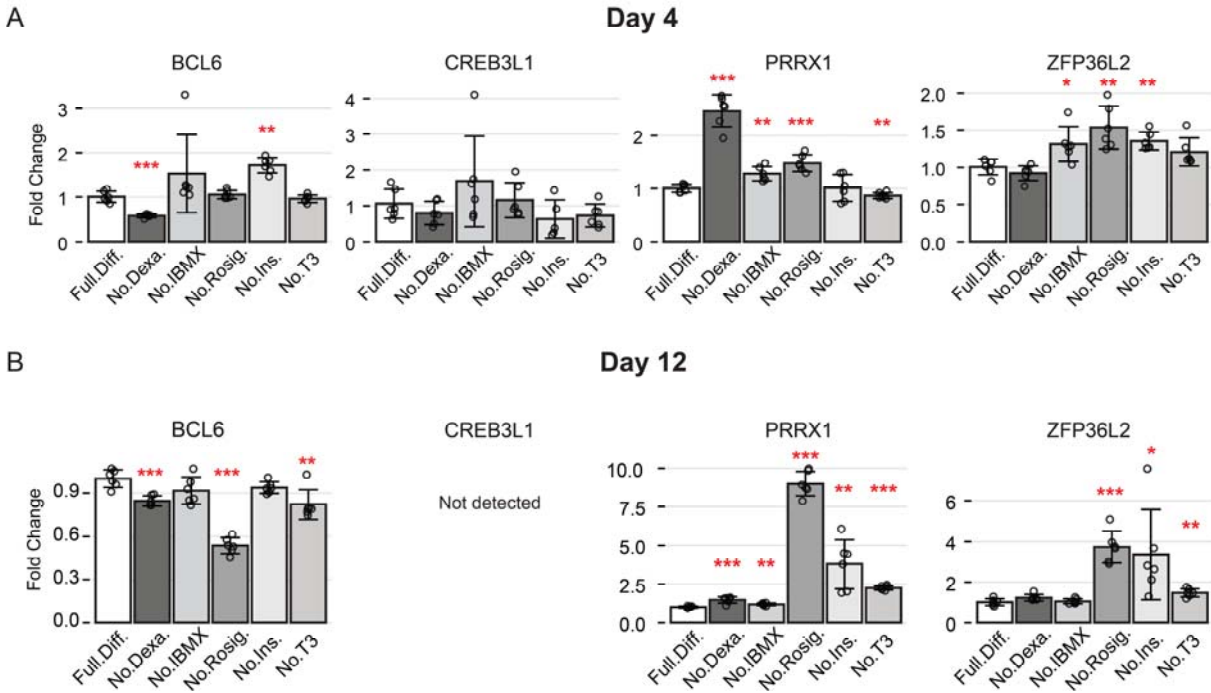 A
Day 4
BCL6
CREB3L1
PRRX1
ZFP36L2
Fold Change
3
2
1
0
***
**
Full.Diff.
No.Dexa.
No.IBMX
No.Rosig.
No.Ins.
No.T3
4
3
2
1
0
Full.Diff.
No.Dexa.
No.IBMX
No.Rosig.
No.Ins.
No.T3
2
1
0
***
**
***
**
Full.Diff.
No.Dexa.
No.IBMX
No.Rosig.
No.Ins.
No.T3
2.0
1.5
1.0
0.5
0.0
*
**
**
Full.Diff.
No.Dexa.
No.IBMX
No.Rosig.
No.Ins.
No.T3
B
Day 12
BCL6
CREB3L1
PRRX1
ZFP36L2
Fold Change
0.9
0.6
0.3
0.0
***
***
**
Full.Diff.
No.Dexa.
No.IBMX
No.Rosig.
No.Ins.
No.T3
Not detected
10.0
7.5
5.0
2.5
0.0
***
**
***
**
***
Full.Diff.
No.Dexa.
No.IBMX
No.Rosig.
No.Ins.
No.T3
6
4
2
0
***
*
**
Full.Diff.
No.Dexa.
No.IBMX
No.Rosig.
No.Ins.
No.T3